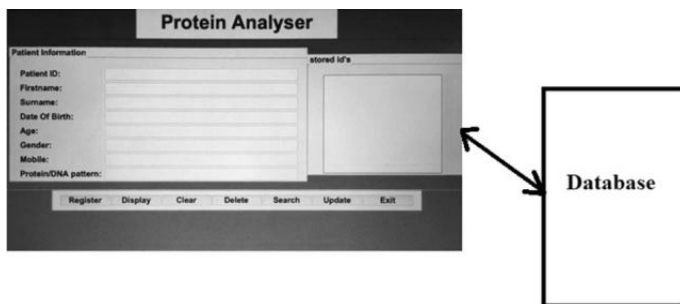 Protein Analyser
Patient Information
stored id's
Patient ID:
Firstname:
Surname:
Date Of Birth:
Age:
Gender:
Mobile:
Protein/DNA pattern:
Register Display Clear Delete Search Update Exit
Database